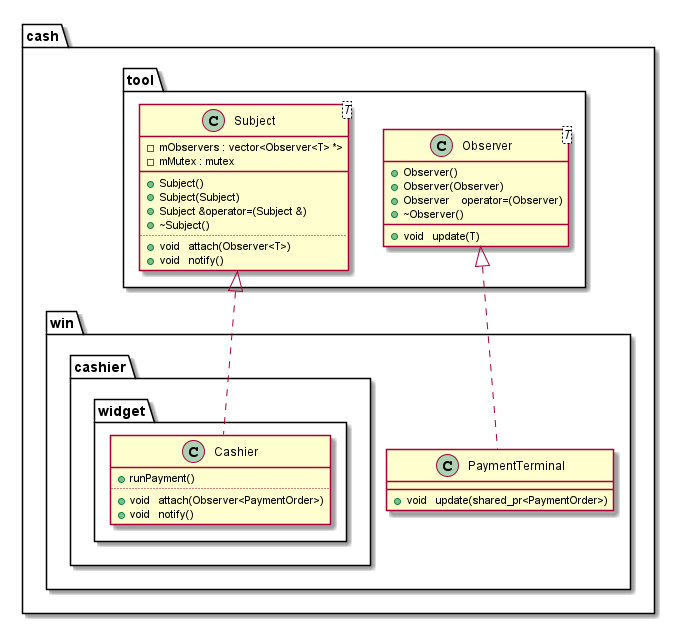 cash
tool
C Subject T
mObservers : vector<Observer<T> *>
mMutex : mutex
Subject()
Subject(Subject)
Subject &operator=(Subject &)
~Subject()
void attach(Observer<T>)
void notify()
C Observer T
Observer()
Observer(Observer)
Observer operator=(Observer)
~Observer()
void update(T)
win
cashier
widget
C Cashier
runPayment()
void attach(Observer<PaymentOrder>)
void notify()
C PaymentTerminal
void update(shared_pr<PaymentOrder>)